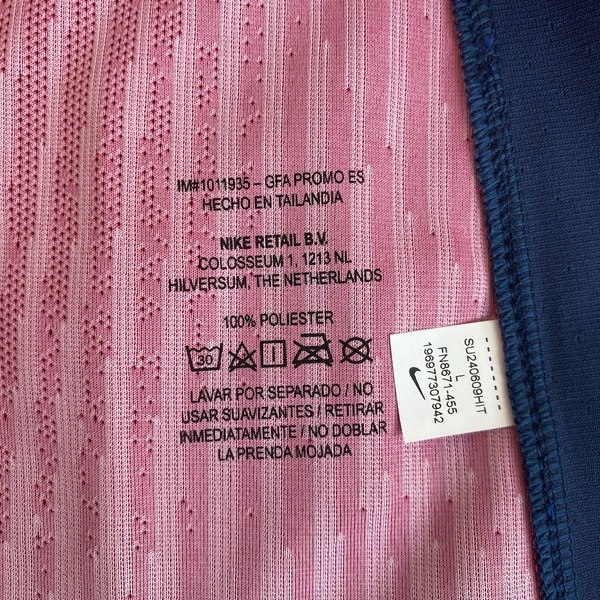 IM#1011935 – GFA PROMO ES
HECHO EN TAILANDIA
NIKE RETAIL B.V.
COLOSSEUM 1, 1213 NL
HILVERSUM, THE NETHERLANDS
100% POLIESTER
30
LAVAR POR SEPARADO / NO
USAR SUAVIZANTES / RETIRAR
INMEDIATAMENTE / NO DOBLAR
LA PRENDA MOJADA
SU240609HIT
L
FN8671-455
196977307942